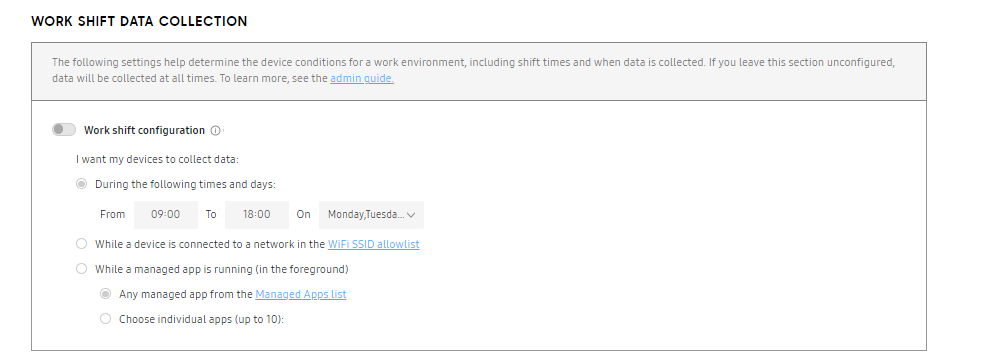 WORK SHIFT DATA COLLECTION
The following settings help determine the device conditions for a work environment, including shift times and when data is collected. If you leave this section unconfigured,
data will be collected at all times. To learn more, see the admin guide.
Work shift configuration
I want my devices to collect data:
During the following times and days:
From 09:00 To 18:00 On Monday,Tuesda...
While a device is connected to a network in the WiFi SSID allowlist
While a managed app is running (in the foreground)
Any managed app from the Managed Apps list
Choose individual apps (up to 10):